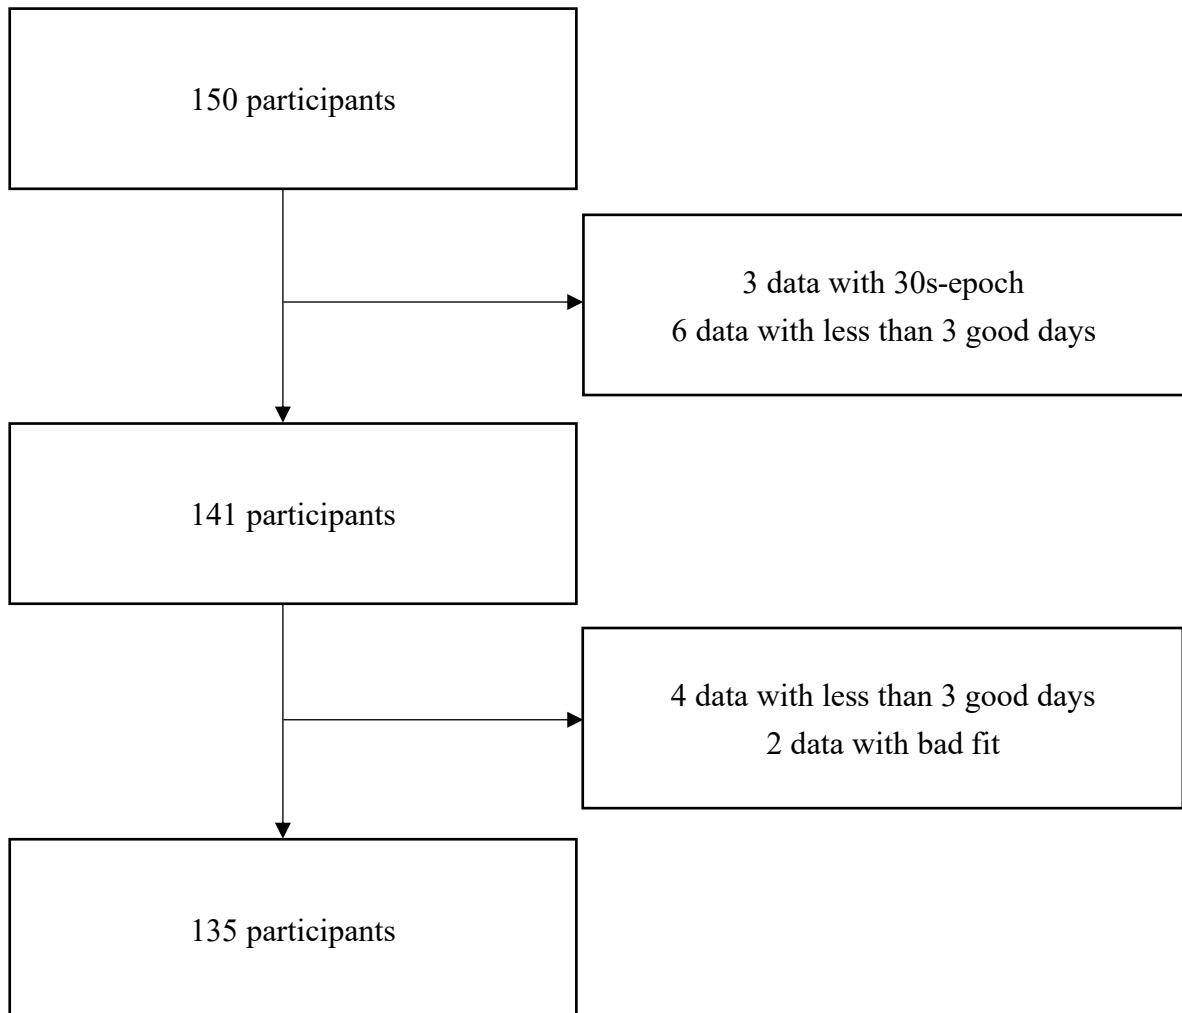 150 participants
3 data with 30s-epoch
6 data with less than 3 good days
141 participants
4 data with less than 3 good days
2 data with bad fit
135 participants